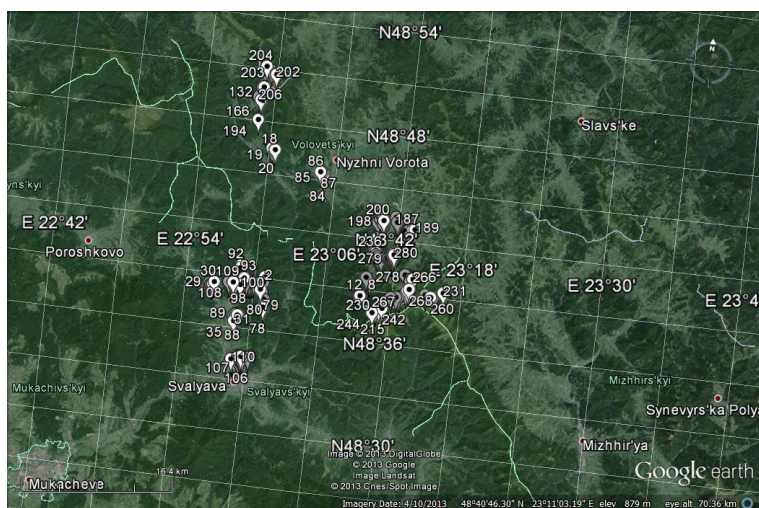 N48°54'
N
204
203 202
132 206
166
194
18
19
20
Volovets'kyi
N48°48'
Slavs'ke
86 Nyzhni Vorota
85 87
84
yns'kyi
E 22°42'
Poroshkovo
E 22°54'
200
198 187
189
236 42'
279 280
E 23°06'
E 23°18'
E 23°30'
E 23°4
92
93
30 109 2
29 100
108 98
79
89 81 80
35 78
88
278 266
12 8
230 267 268 231
260
244 242
215
N48°36'
110
107
106
Svalyava
Svalyavs'kyi
Mukachivs'kyi
Mizhhirs'kyi
Synevyrs'ka Polya
N48°30'
Mizhhir'ya
Mukacheve
16.4 km
Image © 2013 DigitalGlobe
© 2013 Google
Image Landsat
© 2013 Cnes/Spot Image
Google earth
Imagery Date: 4/10/2013 48°40'46.30" N 23°11'03.19" E elev 879 m eye alt 70.36 km